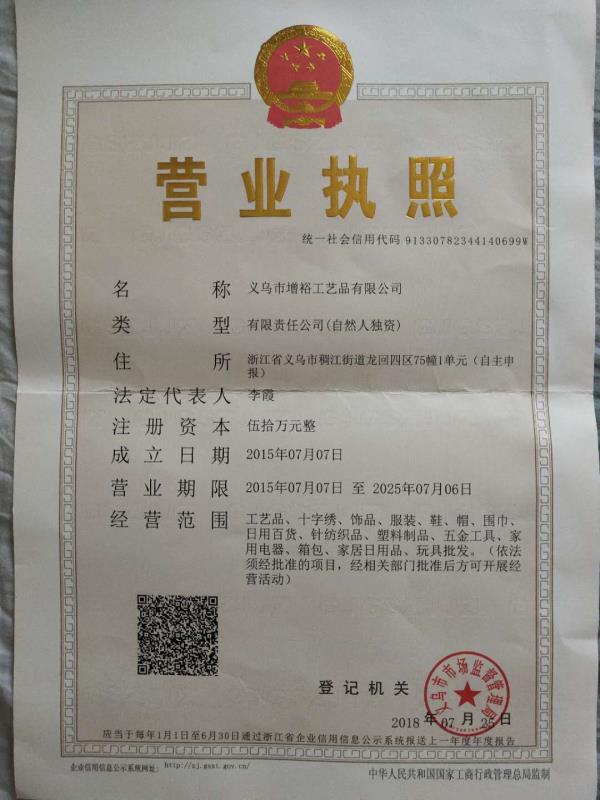 营业执照
统一社会信用代码 91330782344140699W
名称 义乌市增裕工艺品有限公司
类型 有限责任公司(自然人独资)
住所 浙江省义乌市稠江街道龙回四区75幢1单元（自主申
报）
法定代表人 李霞
注册资本 伍拾万元整
成立日期 2015年07月07日
营业期限 2015年07月07日 至 2025年07月06日
经营范围 工艺品、十字绣、饰品、服装、鞋、帽、围巾、
日用百货、针纺织品、塑料制品、五金工具、家
用电器、箱包、家居日用品、玩具批发。（依法
须经批准的项目，经相关部门批准后方可开展经
营活动）
登记机关
义乌市市场监督管理局
2018年07月25日
应当于每年1月1日至6月30日通过浙江省企业信用信息公示系统报送上一年度年度报告
企业信用信息公示系统网址：http://zj.gsxt.gov.cn/
中华人民共和国国家工商行政管理总局监制